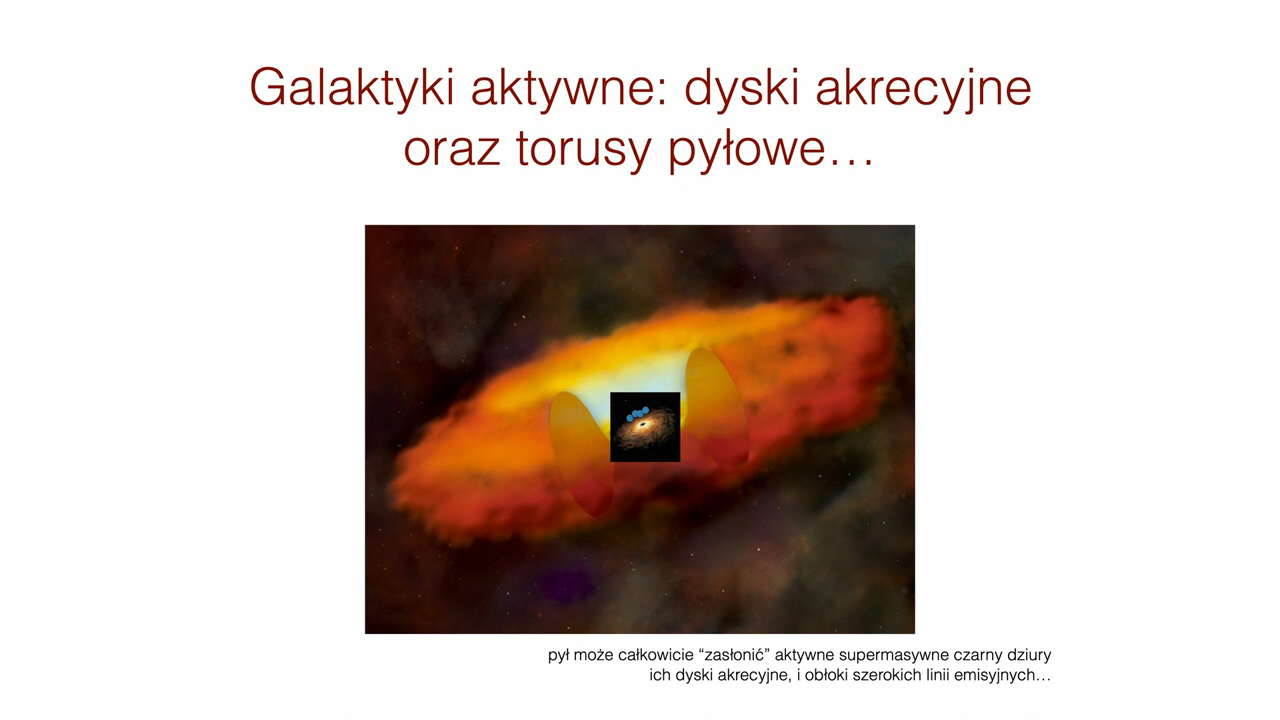 Galaktyki aktywne: dyski akrecyjne
oraz torusy pyłowe…
pył może całkowicie “zasłonić” aktywne supermasywne czarny dziury
ich dyski akrecyjne, i obłoki szerokich linii emisyjnych…